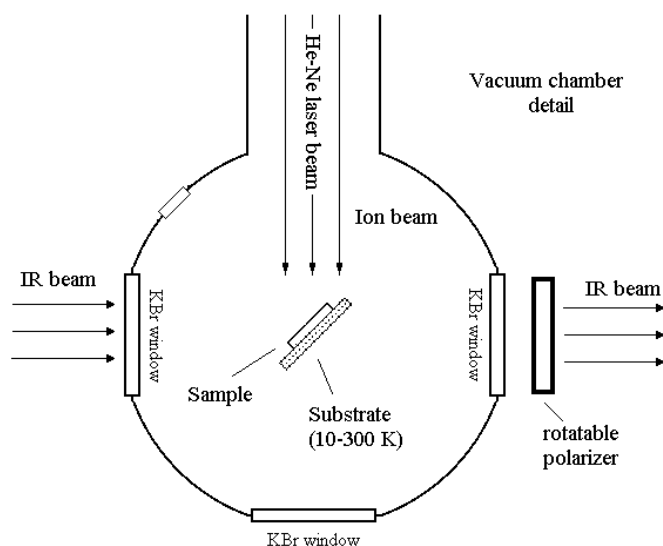 He-Ne laser beam
Vacuum chamber
detail
Ion beam
IR beam
KBr window
Sample
Substrate
(10-300 K)
KBr window
IR beam
rotatable
polarizer
KBr window